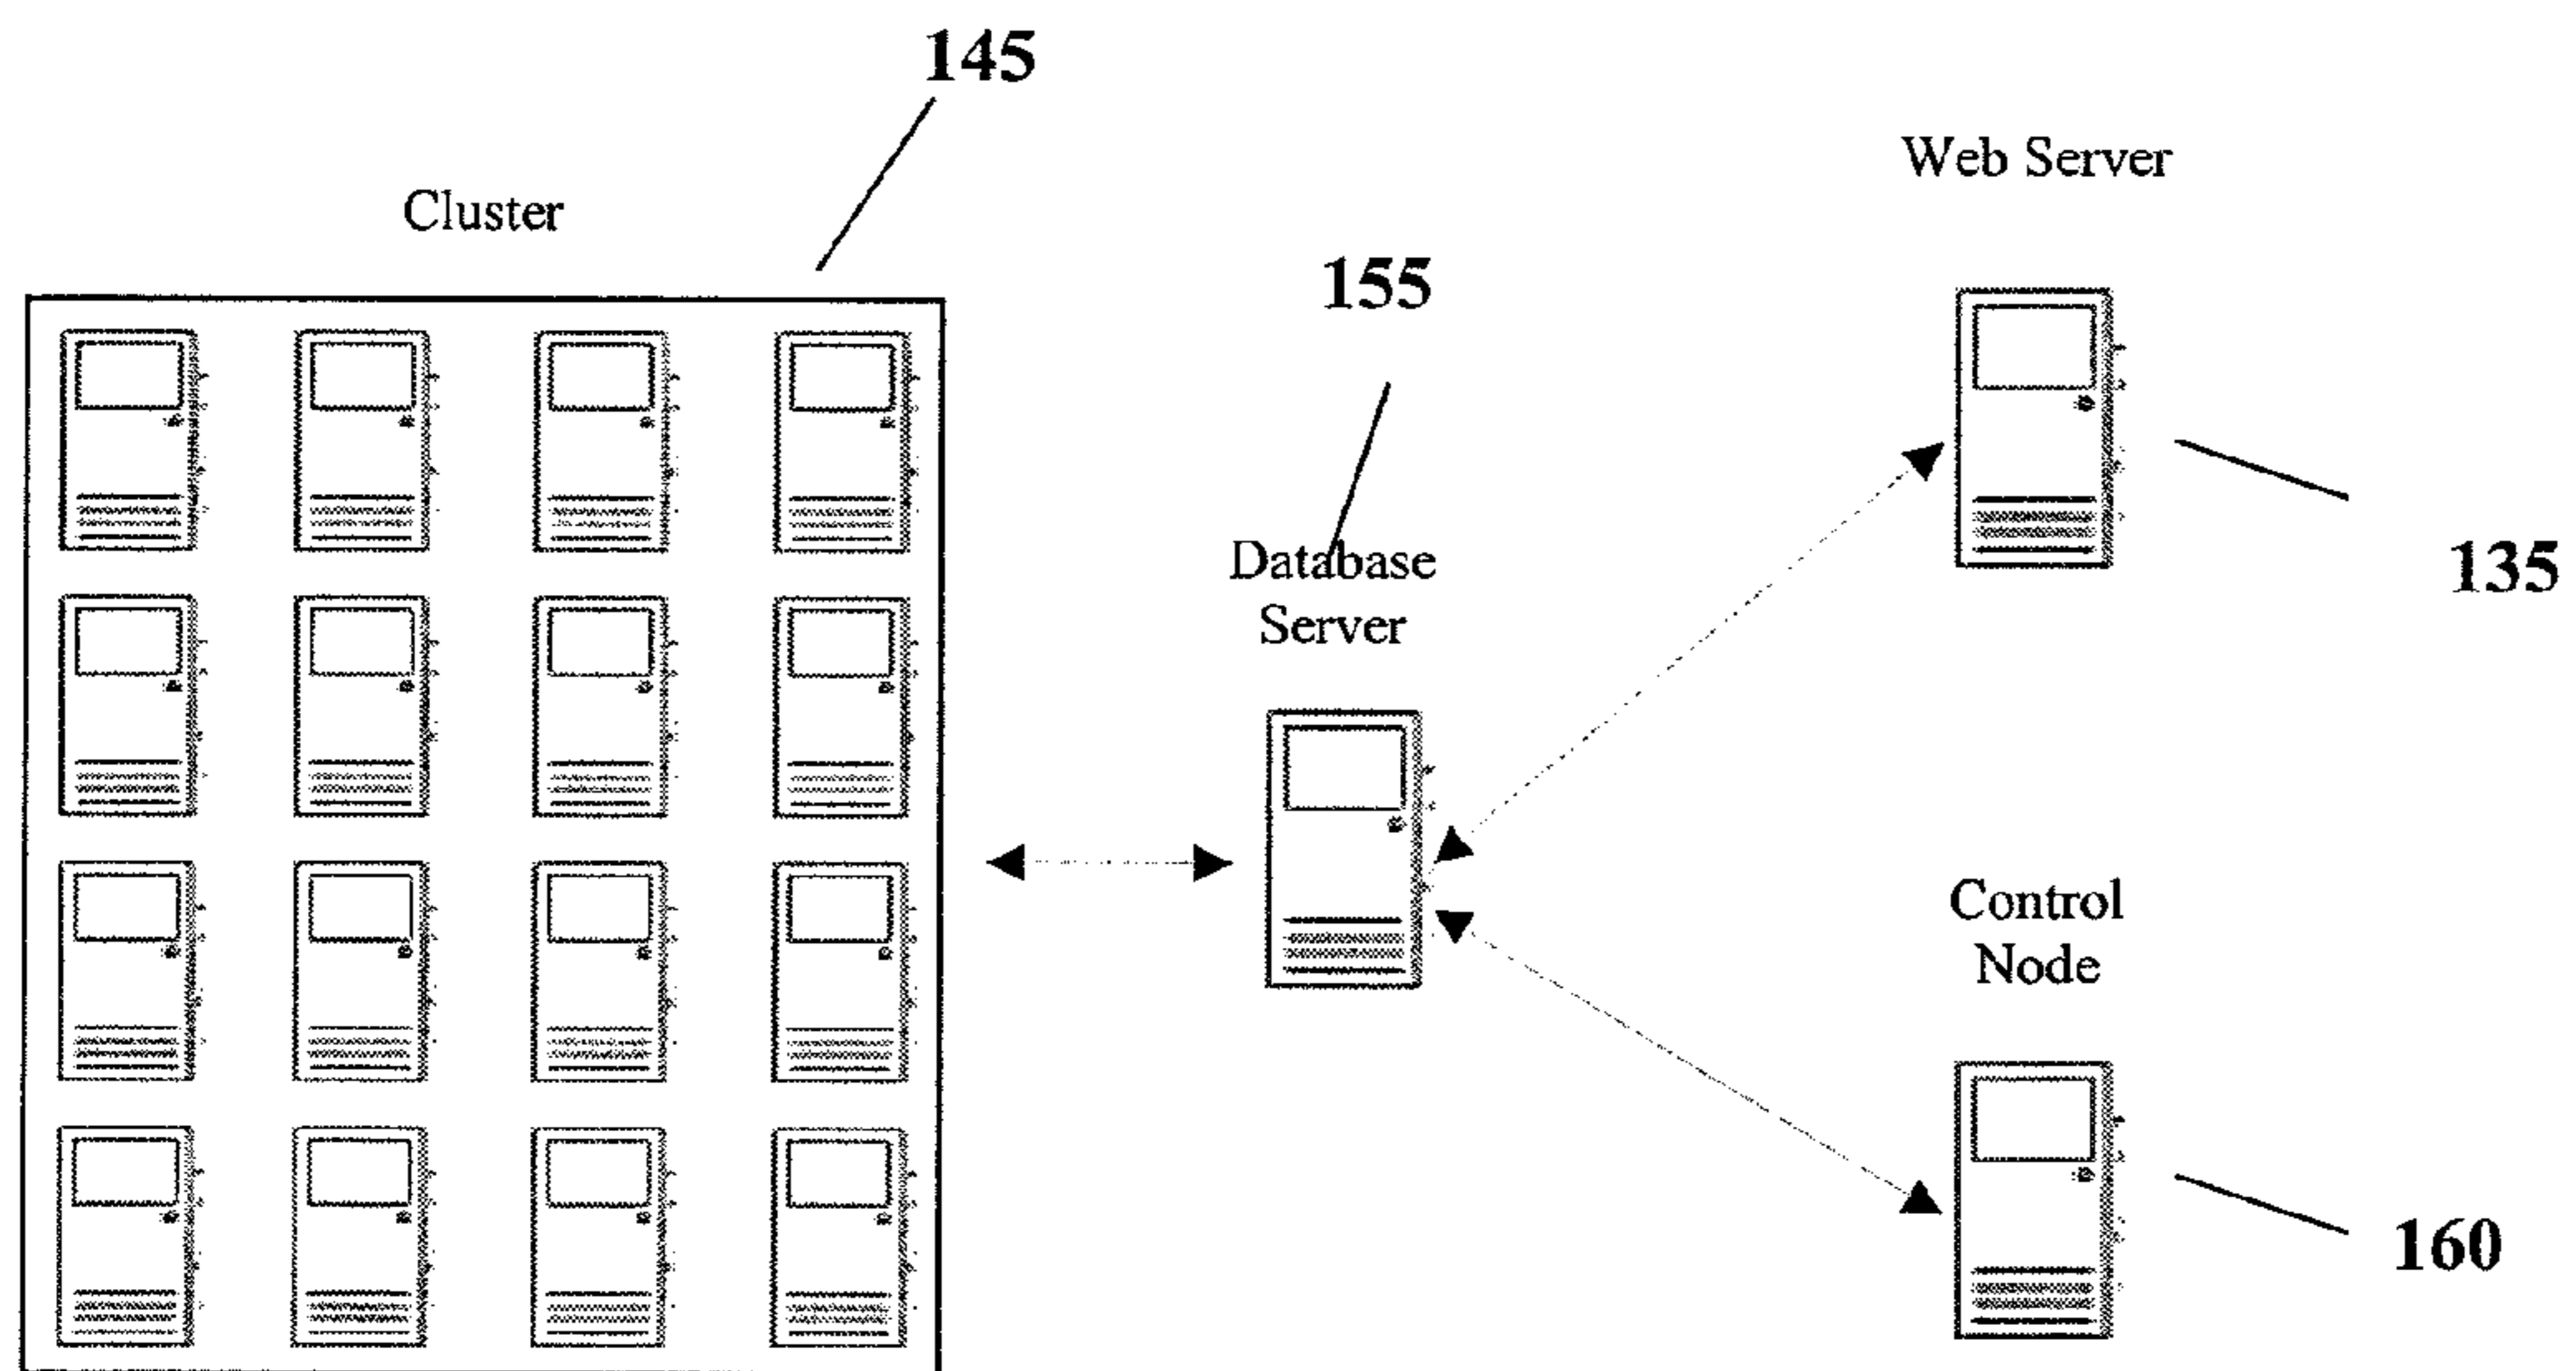 145
Cluster
Web Server
155
135
Database
Server
Control
Node
160